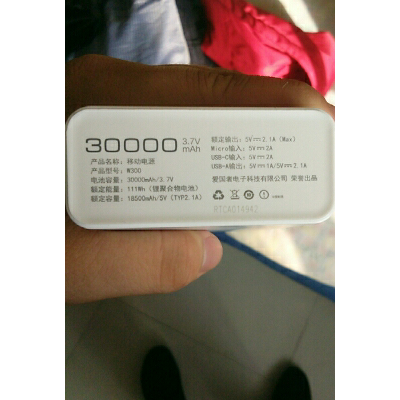 30000 3.7V mAh
产品名称：移动电源
产品型号：W300
电池容量：30000mAh/3.7V
额定能量：111Wh (锂聚合物电池)
额定容量：18500mAh/5V (TYP2.1A)
额定输出：5V⎓2.1A (Max)
Micro输入：5V⎓2A
USB-C输入：5V⎓2A
USB-A输出：5V⎓1A/5V⎓2.1A
爱国者电子科技有限公司 荣誉出品